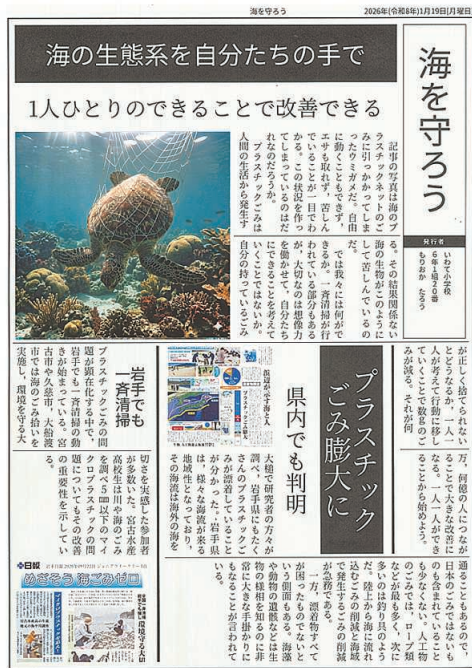 海を守ろう
2026年(令和8年)1月19日[月曜日]
海を守ろう
発行者
いわて小学校
6年1組20番
もりおか たろう
海の生態系を自分たちの手で
1人ひとりのできることで改善できる
記事の写真は海のプ
ラスチックネットのご
みに引っかかってしま
ったウミガメだ。自由
に動くこともできず、
エサも取れず、苦しん
でいることが一目でわ
かる。この状況を作っ
てしまっているのはだ
れなのだろうか。
プラスチックごみは
人間の生活から発生す
る。その結果関係ない
海の生物がこのように
して苦しんでいるの
だ。
では我々には何がで
きるか。一斉清掃が行
われている部分もある
が、大切なのは想像力
を働かせて、自分たち
にできることを考えて
いくことではないか。
自分の持っているごみ
が正しく捨てられない
とどうなるか、一人一
人が考えて行動に移し
ていくことで数gのご
みが減る。それが何
万、何億の人につなが
ることで大きな改善に
なる。一人一人ができ
ることから始めよう。
プラスチック
ごみ膨大に
県内でも判明
大槌で研究者の方々が
調べ、岩手県にもたく
さんのプラスチックご
みが漂着していること
が分かった。岩手県
は、様々な海流が来る
地域性となっており、
その海流は海外の海を
通ることもあるので、
日本のごみではないも
のも含まれていること
も少なくない。人工物
のごみでは、ロープ類
などが最も多く、次に
多いのは釣り具のよう
だ。陸上から海に流れ
込むごみの削減と海域
で発生するごみの削減
が急務である。
一方、漂着物すべて
が困ったものでないと
いう側面もある。海藻
や動物の遺骸などは生
物の様相を知るのに非
常に大きな手掛かりに
もなることが言われて
いる。
岩手でも
一斉清掃
プラスチックごみの問
題が顕在化する中で、
岩手でも一斉清掃の動
きが始まっている。宮
古市や久慈市、大船渡
市では海のごみ拾いを
実施し、環境を守る大
切さを実感した参加者
が多数いた。宮古水産
高校生は川や海のごみ
を調べ5㎜以下のマイ
クロプラスチックの問
題についてもその改善
の重要性を示してい
る。
日報
めざそう 海ごみゼロ